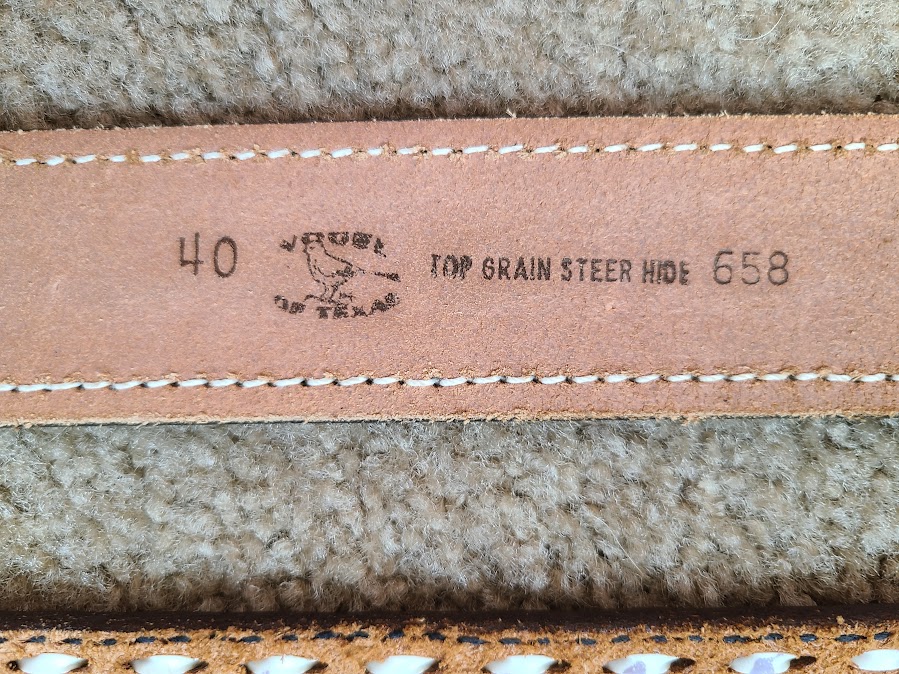 40
OF TEXAS
TOP GRAIN STEER HIDE 658